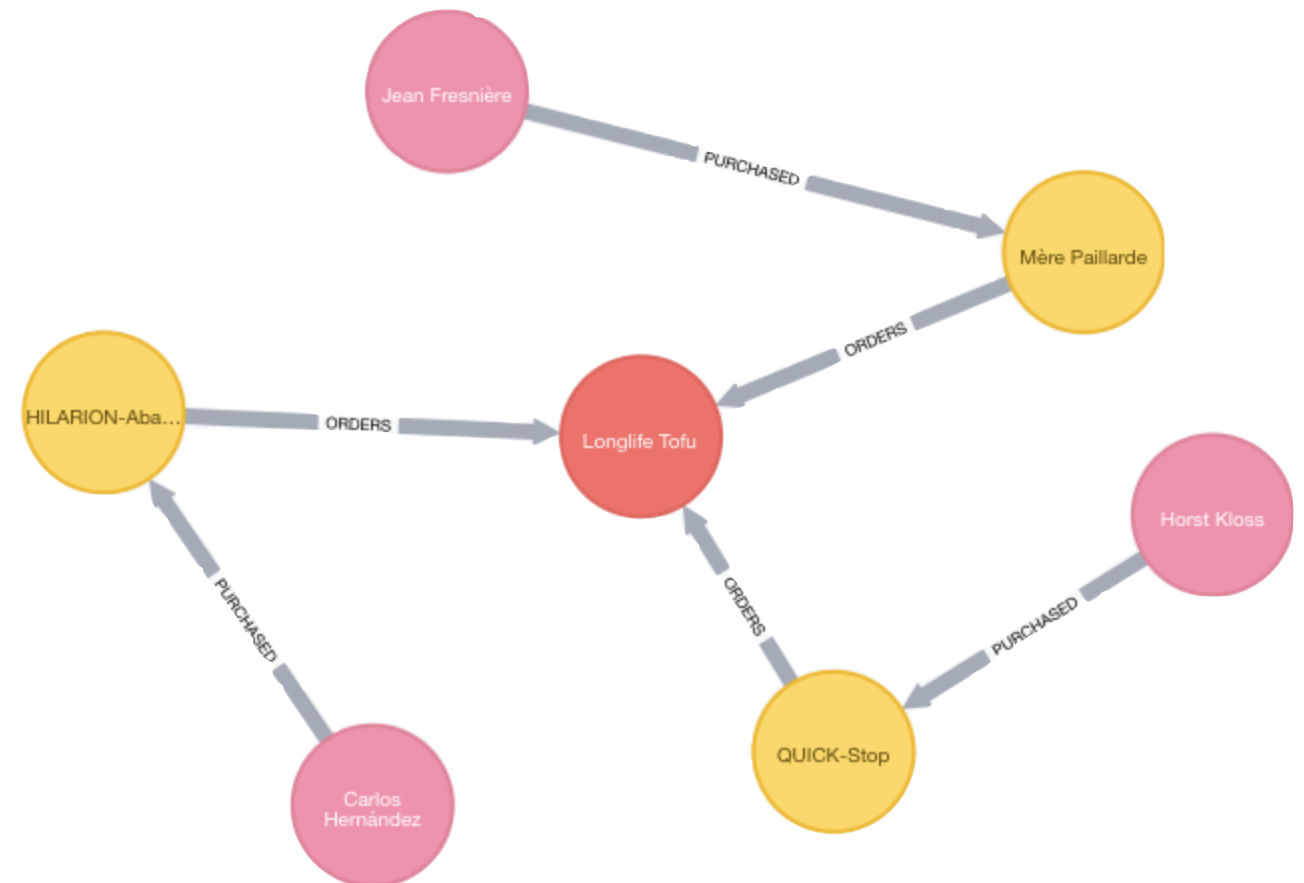 Jean Fresnière
PURCHASED
Mère Paillarde
ORDERS
HILARION-Aba...
ORDERS
Longlife Tofu
Horst Kloss
PURCHASED
ORDERS
PURCHASED
QUICK-Stop
Carlos
Hernández